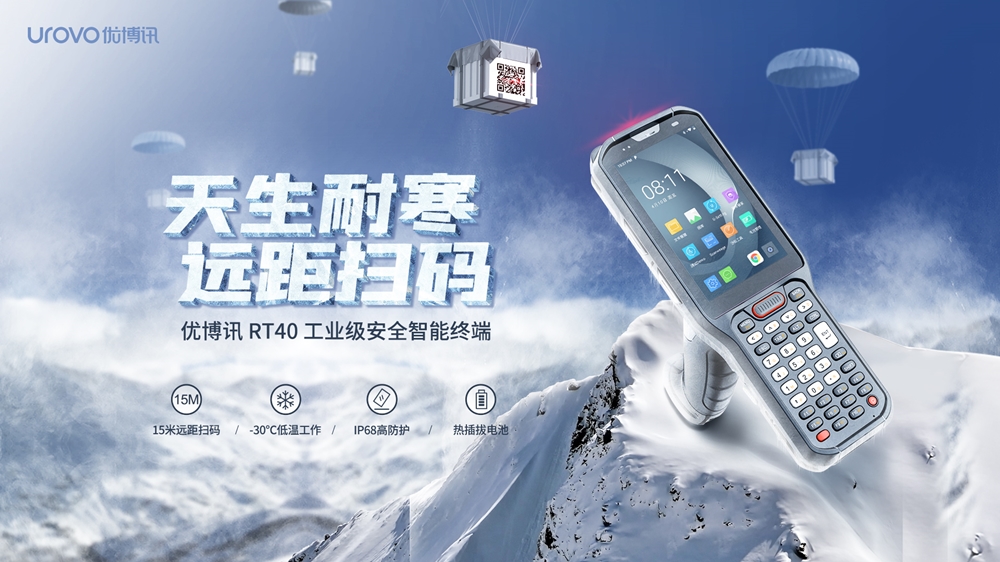 urovo优博讯
天生耐寒
远距扫码
优博讯 RT40 工业级安全智能终端
15M
15米远距扫码 / -30℃低温工作 / IP68高防护 / 热插拔电池
08:11